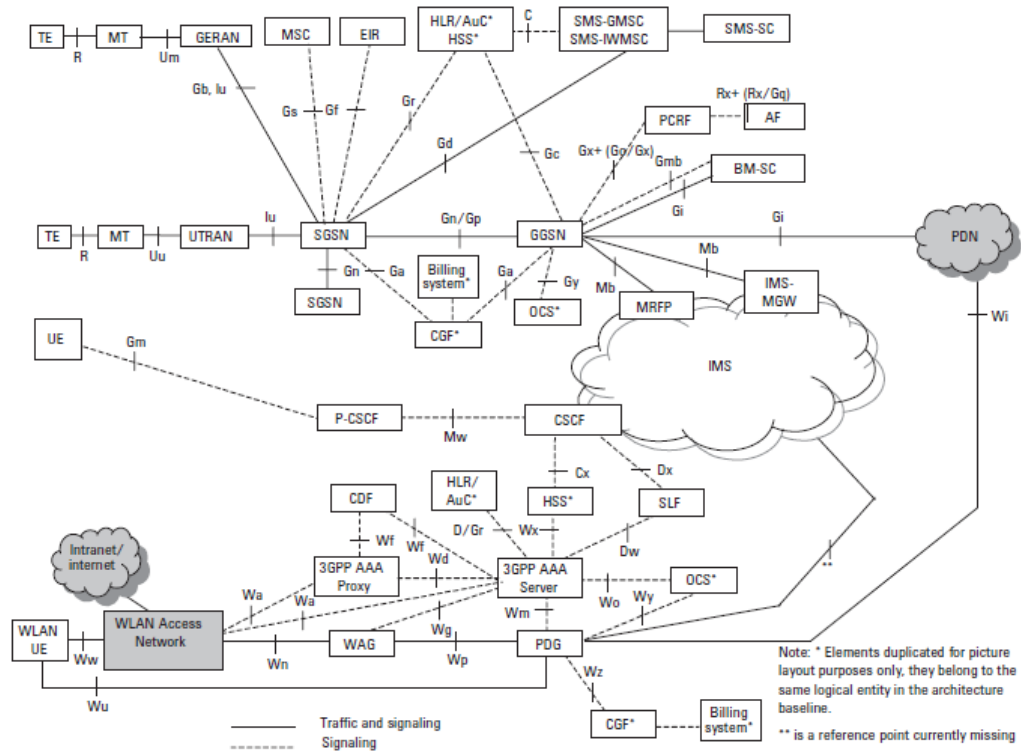 TE
R
MT
Um
GERAN
MSC
EIR
HLR/AuC*
HSS*
C
SMS-GMSC
SMS-IWMSC
SMS-SC
Gb, Iu
Gs
Gf
Gr
Gd
Gc
Rx+ (Rx/Gq)
PCRF
AF
Gx+ (Go/Gx)
Gmb
BM-SC
Gi
TE
R
MT
Uu
UTRAN
Iu
SGSN
Gn/Gp
GGSN
Gi
PDN
Gn
Ga
Billing
system*
Ga
Gy
Mb
Mb
SGSN
CGF*
OCS*
MRFP
IMS-
MGW
Wi
UE
Gm
IMS
P-CSCF
Mw
CSCF
Cx
Dx
CDF
HLR/
AuC*
HSS*
SLF
D/Gr
Wx
Dw
Intranet/
internet
Wf
Wf
3GPP AAA
Proxy
Wd
3GPP AAA
Server
OCS*
**
Wa
Wa
Wo
Wy
Wm
Wg
WLAN
UE
Ww
WLAN Access
Network
Wn
WAG
Wp
PDG
Wu
Wz
CGF*
Billing
system*
Note: * Elements duplicated for picture
layout purposes only, they belong to the
same logical entity in the architecture
baseline.
** is a reference point currently missing
Traffic and signaling
Signaling